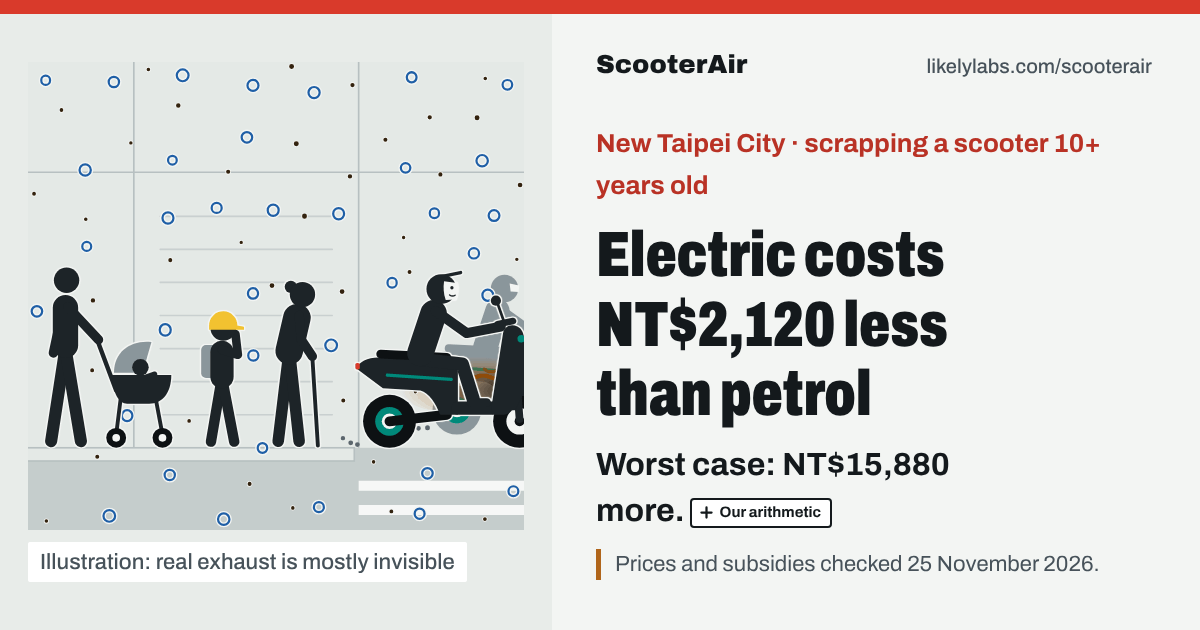 ScooterAir
likelylabs.com/scooterair
New Taipei City · scrapping a scooter 10+
years old
Electric costs
NT$2,120 less
than petrol
Worst case: NT$15,880
more. + Our arithmetic
Prices and subsidies checked 25 November 2026.
Illustration: real exhaust is mostly invisible